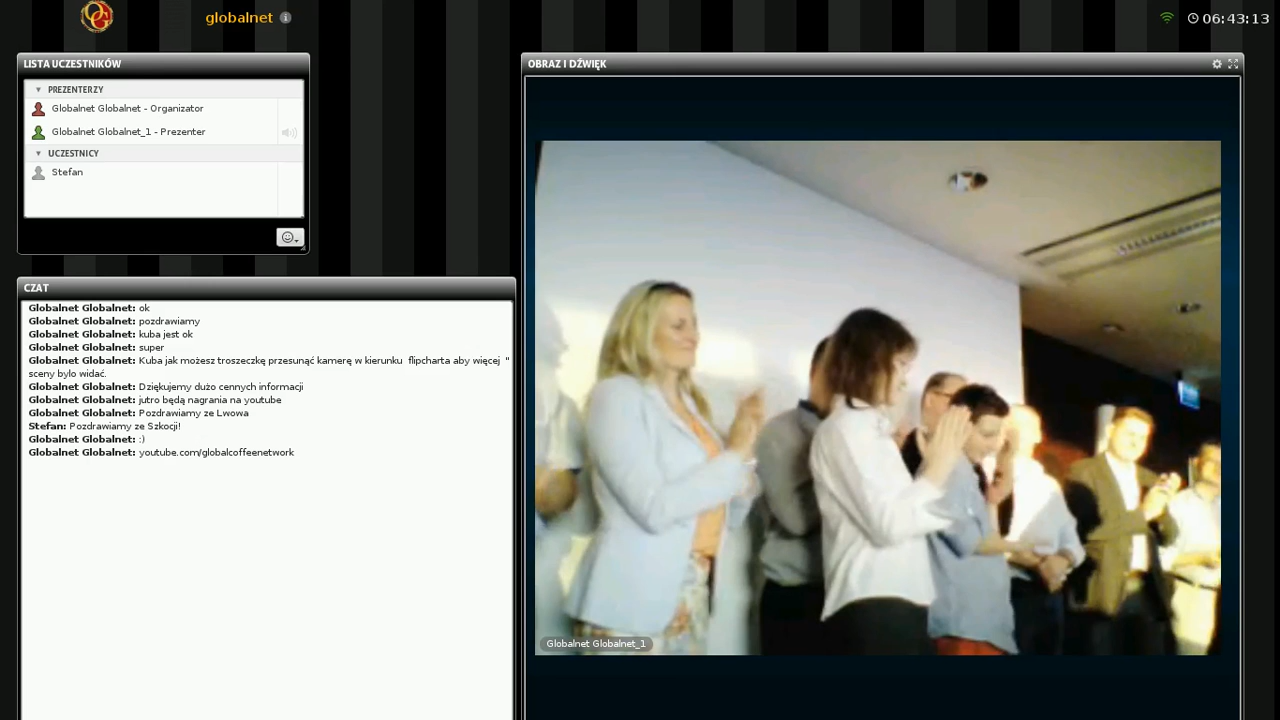 OG
globalnet
06:43:13
LISTA UCZESTNIKÓW
PREZENTERZY
Globalnet Globalnet - Organizator
Globalnet Globalnet_1 - Prezenter
UCZESTNICY
Stefan
CZAT
Globalnet Globalnet: ok
Globalnet Globalnet: pozdrawiamy
Globalnet Globalnet: kuba jest ok
Globalnet Globalnet: super
Globalnet Globalnet: Kuba jak możesz troszeczkę przesunąć kamerę w kierunku flipcharta aby więcej "
sceny bylo widać.
Globalnet Globalnet: Dziękujemy dużo cennych informacji
Globalnet Globalnet: jutro będą nagrania na youtube
Globalnet Globalnet: Pozdrawiamy ze Lwowa
Stefan: Pozdrawiamy ze Szkocji!
Globalnet Globalnet: :)
Globalnet Globalnet: youtube.com/globalcoffeenetwork
OBRAZ I DŹWIĘK
Globalnet Globalnet_1